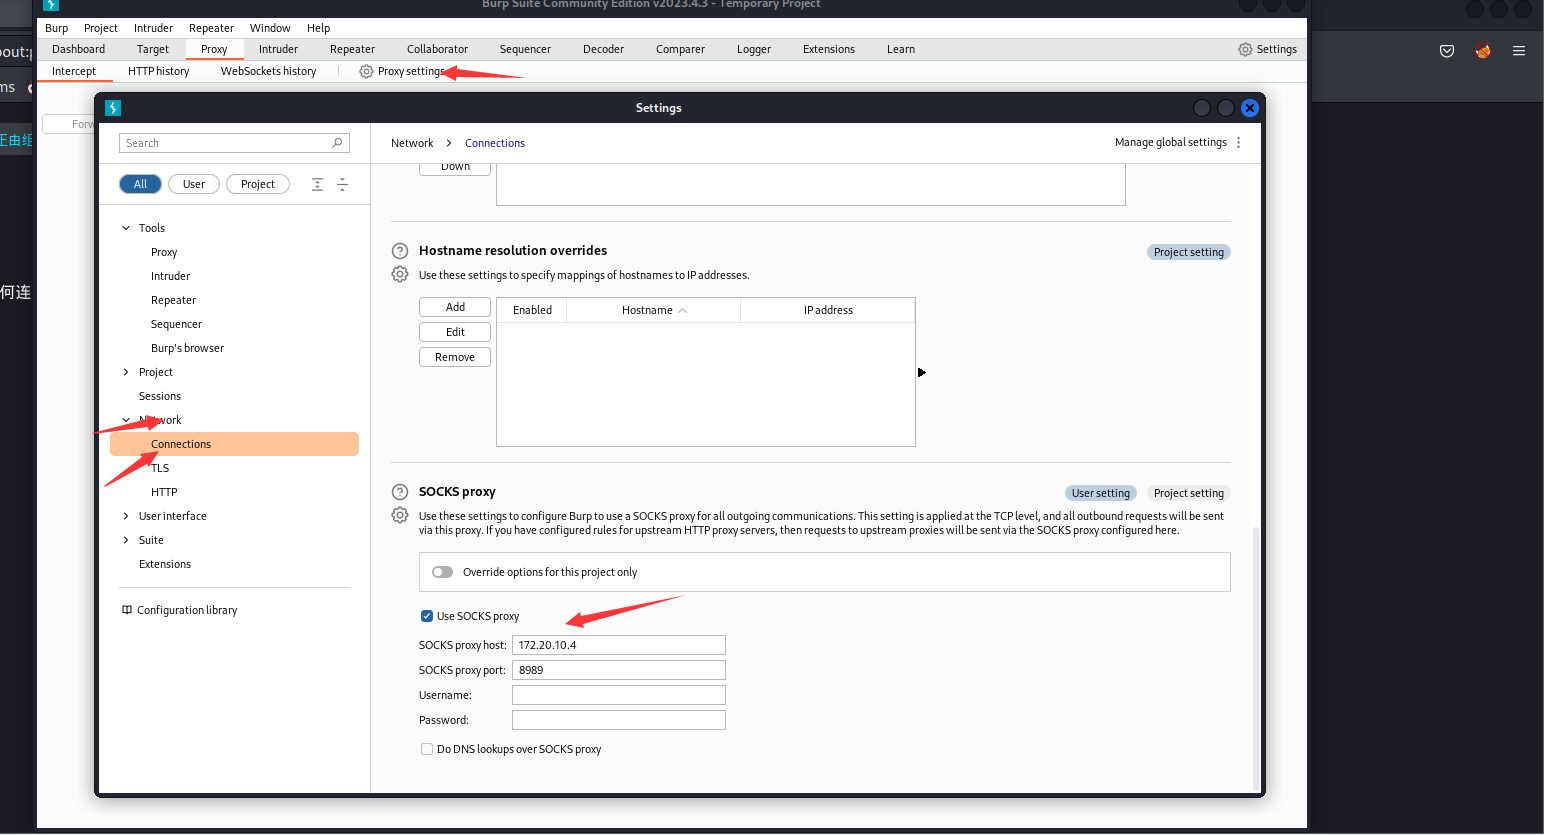 Burp Suite Community Edition v2023.4.3 - Temporary Project
Burp Project Intruder Repeater Window Help
Dashboard Target Proxy Intruder Repeater Collaborator Sequencer Decoder Comparer Logger Extensions Learn Settings
Intercept HTTP history WebSockets history Proxy settings
Settings
Search
Network > Connections
Manage global settings
All User Project
Tools
Proxy
Intruder
Repeater
Sequencer
Burp's browser
Project
Sessions
Network
Connections
TLS
HTTP
User interface
Suite
Extensions
Configuration library
Down
Hostname resolution overrides
Project setting
Use these settings to specify mappings of hostnames to IP addresses.
Add
Edit
Remove
Enabled Hostname IP address
SOCKS proxy
User setting Project setting
Use these settings to configure Burp to use a SOCKS proxy for all outgoing communications. This setting is applied at the TCP level, and all outbound requests will be sent
via this proxy. If you have configured rules for upstream HTTP proxy servers, then requests to upstream proxies will be sent via the SOCKS proxy configured here.
Override options for this project only
Use SOCKS proxy
SOCKS proxy host: 172.20.10.4
SOCKS proxy port: 8989
Username:
Password:
Do DNS lookups over SOCKS proxy
正由组
何连